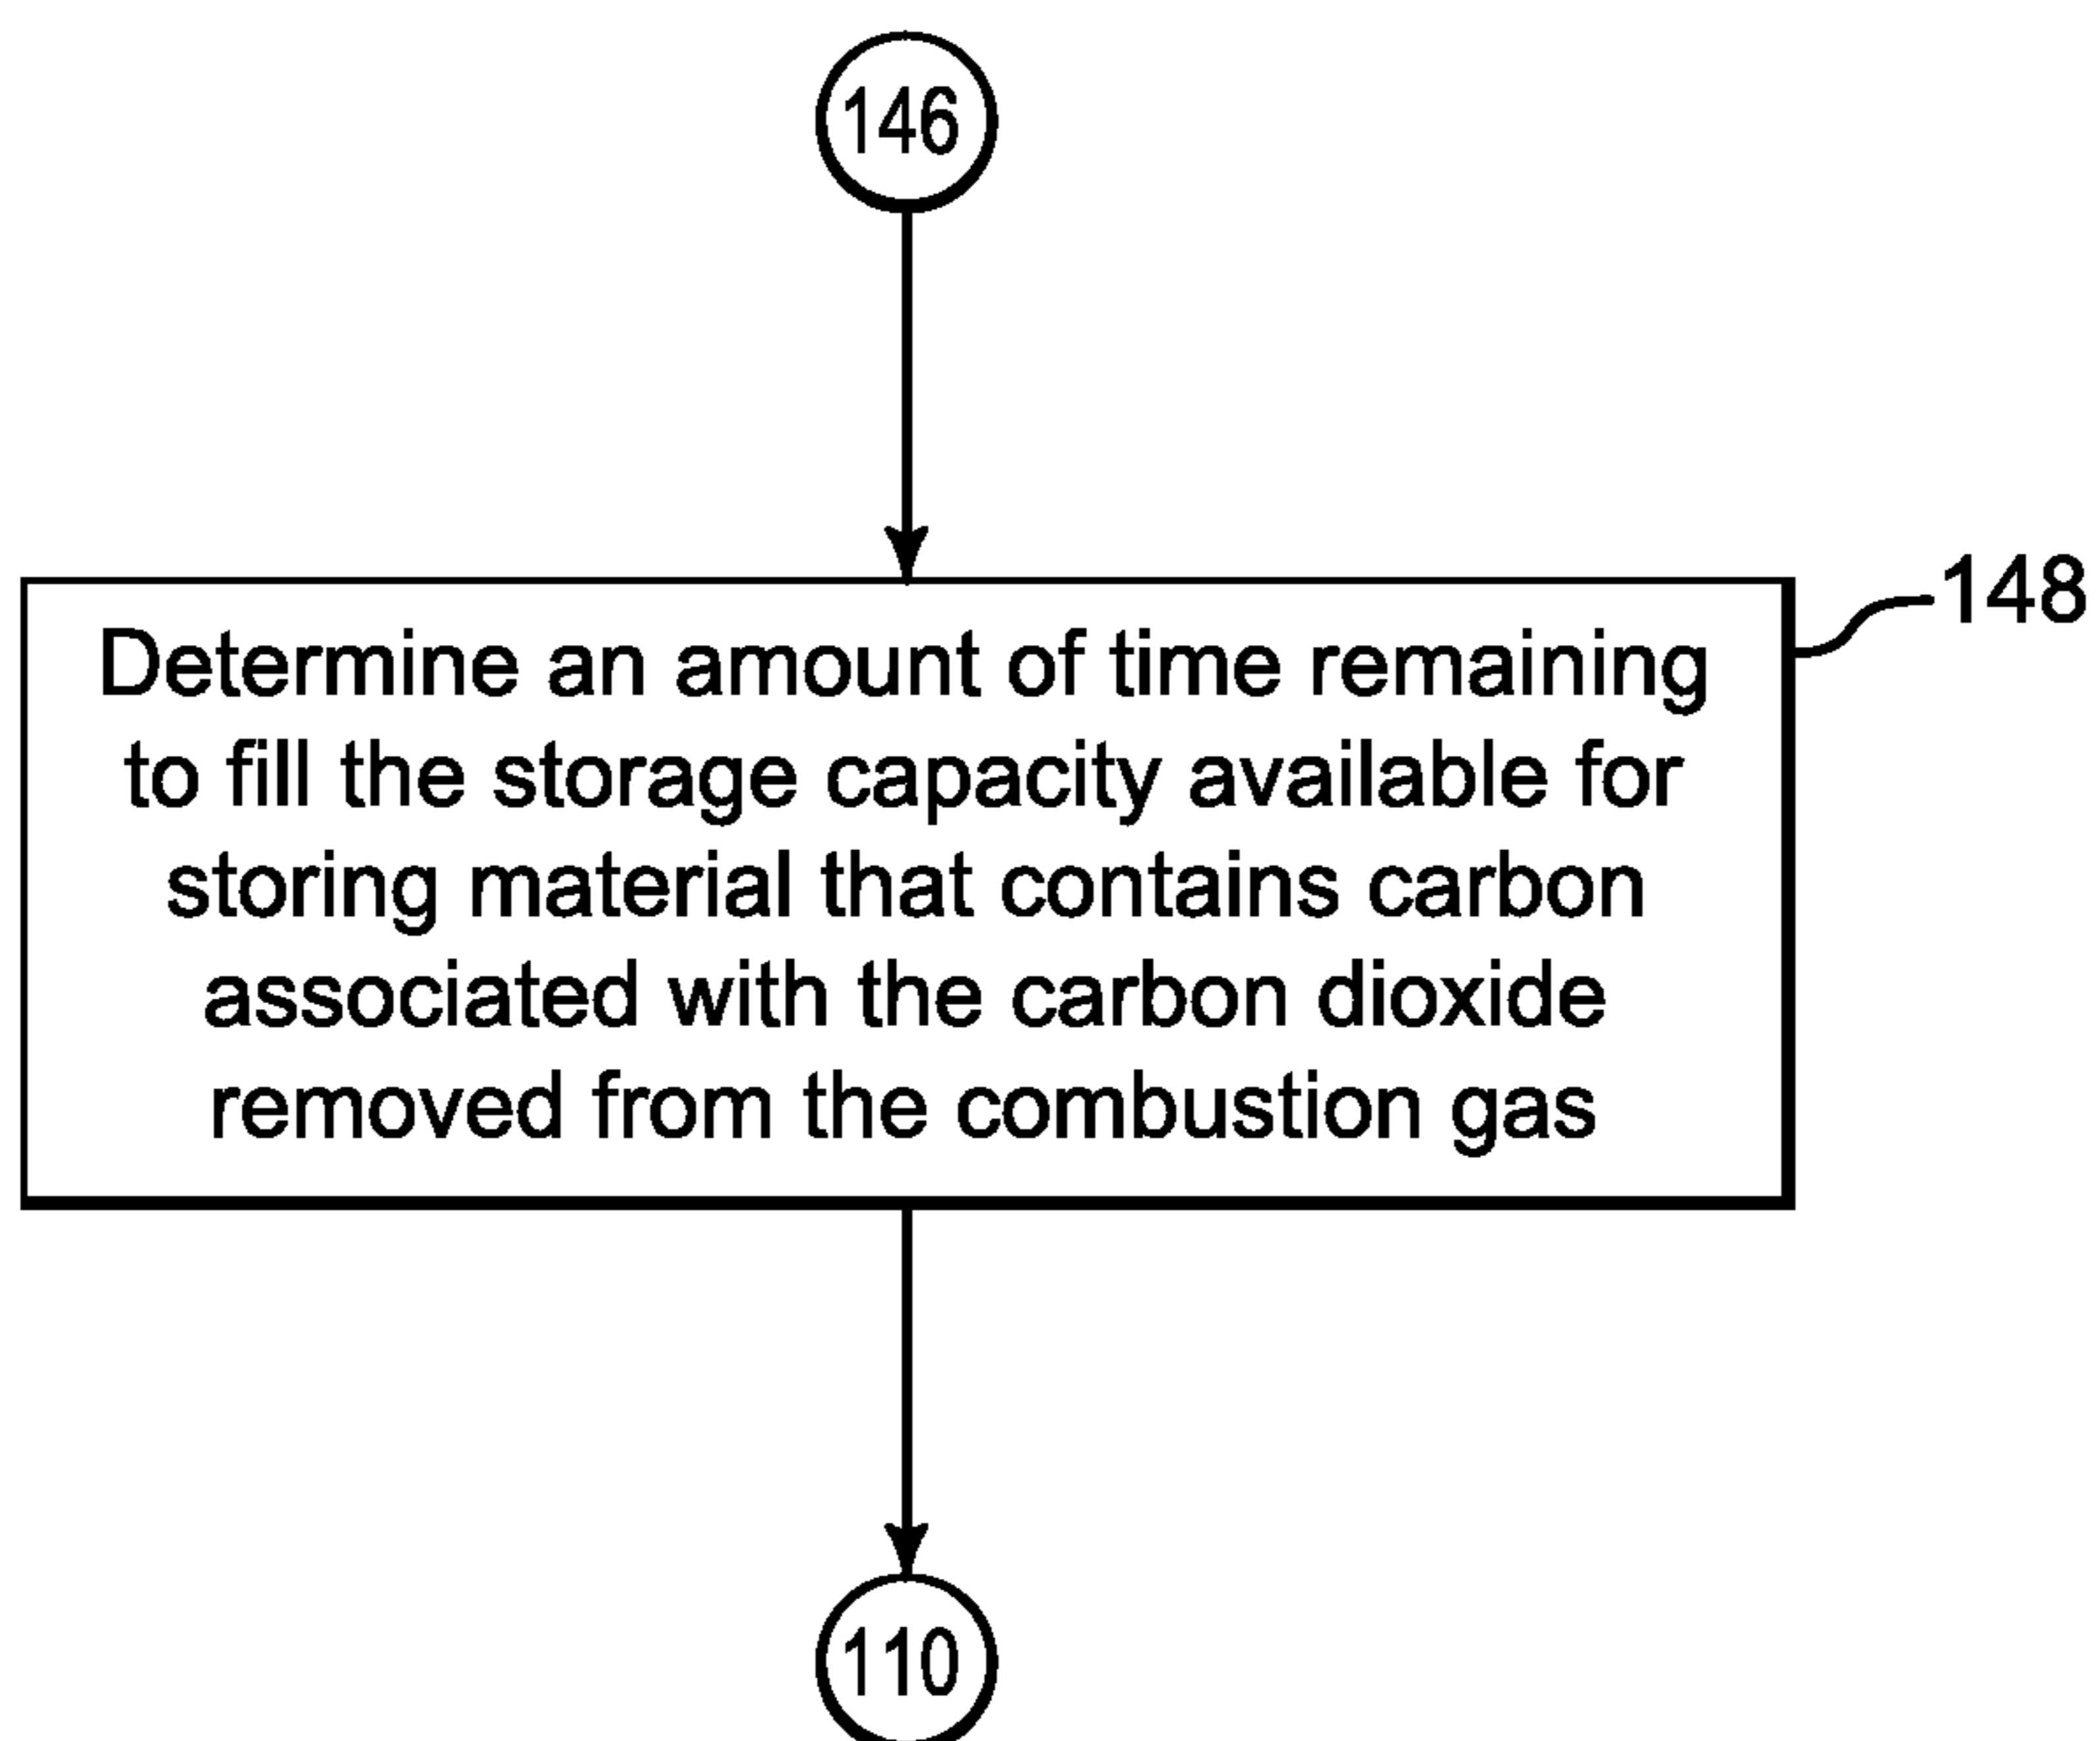 146
148
Determine an amount of time remaining
to fill the storage capacity available for
storing material that contains carbon
associated with the carbon dioxide
removed from the combustion gas
110